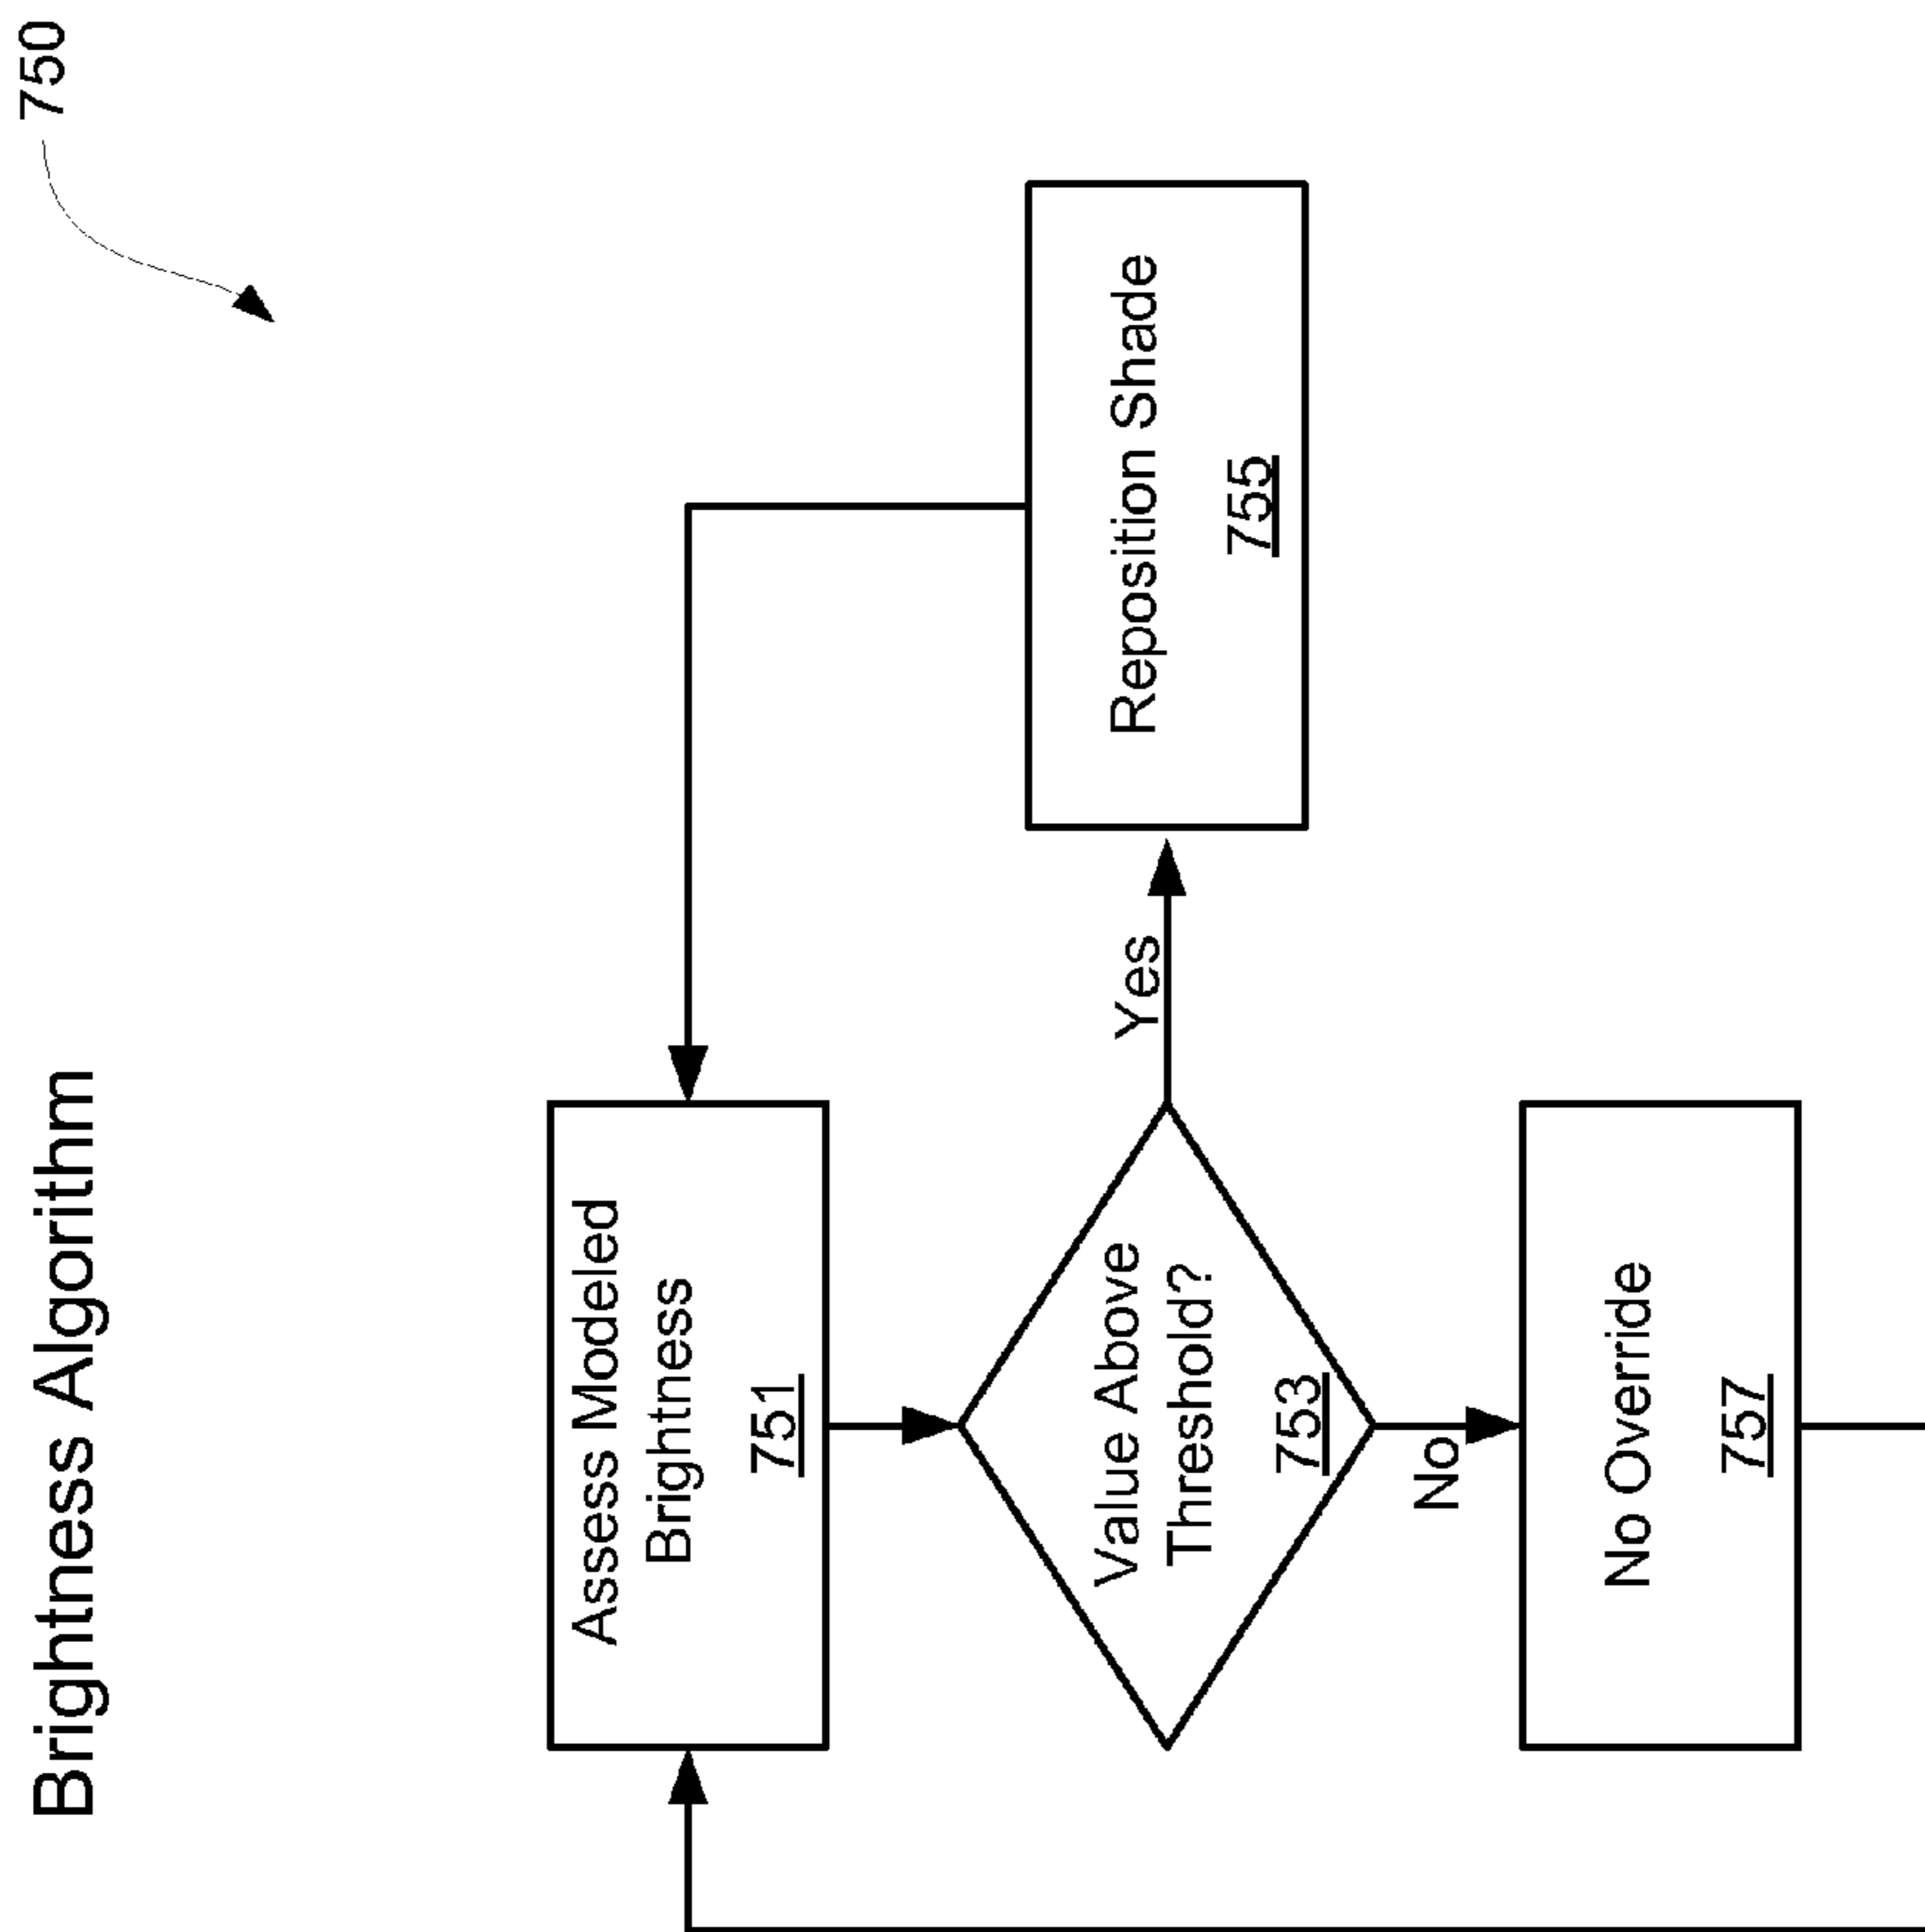 Brightness Algorithm
750
Assess Modeled
Brightness
751
Value Above
Threshold?
753
Yes
Reposition Shade
755
No
No Override
757